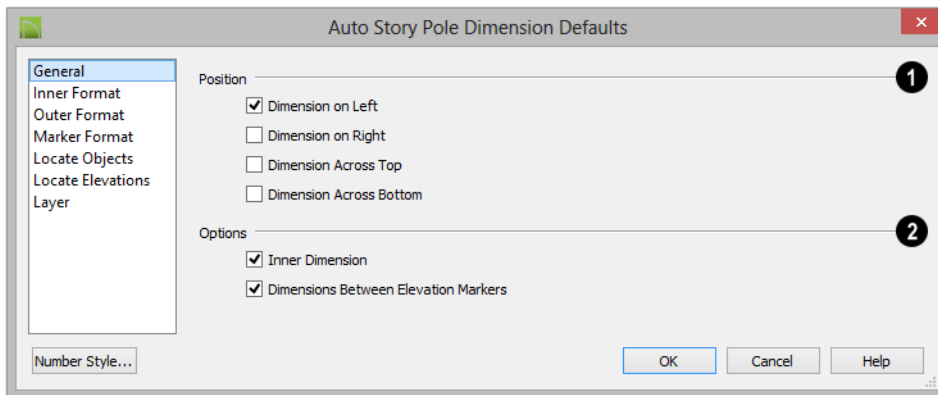 Auto Story Pole Dimension Defaults
General
Inner Format
Outer Format
Marker Format
Locate Objects
Locate Elevations
Layer
Position
1
Dimension on Left
Dimension on Right
Dimension Across Top
Dimension Across Bottom
Options
2
Inner Dimension
Dimensions Between Elevation Markers
Number Style...
OK
Cancel
Help